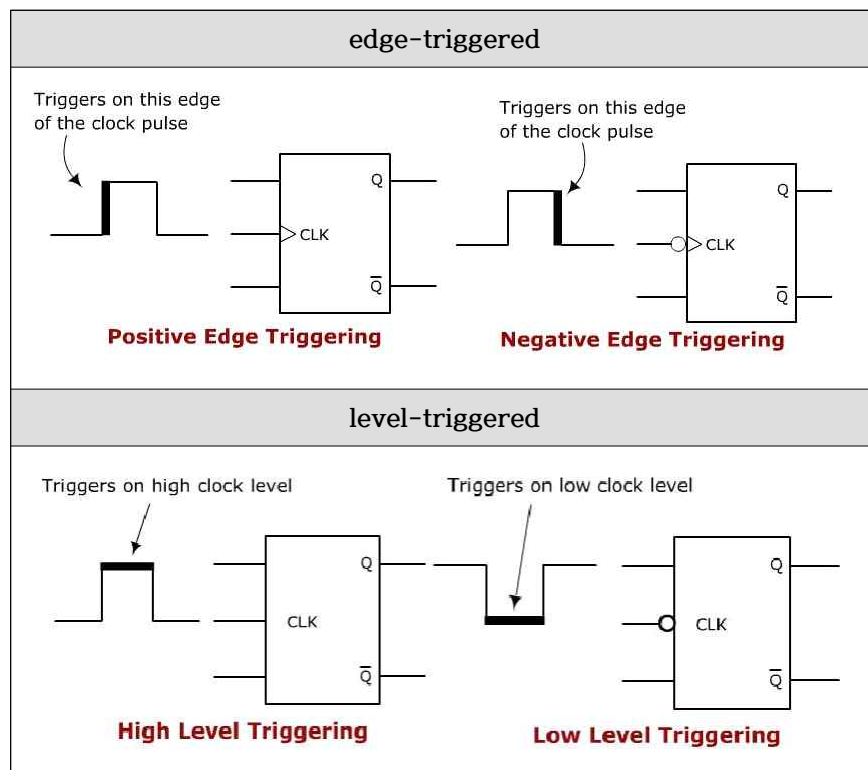 edge-triggered
Triggers on this edge
of the clock pulse
Q
CLK
Q̅
Positive Edge Triggering
Triggers on this edge
of the clock pulse
Q
CLK
Q̅
Negative Edge Triggering
level-triggered
Triggers on high clock level
Q
CLK
Q̅
High Level Triggering
Triggers on low clock level
Q
CLK
Q̅
Low Level Triggering